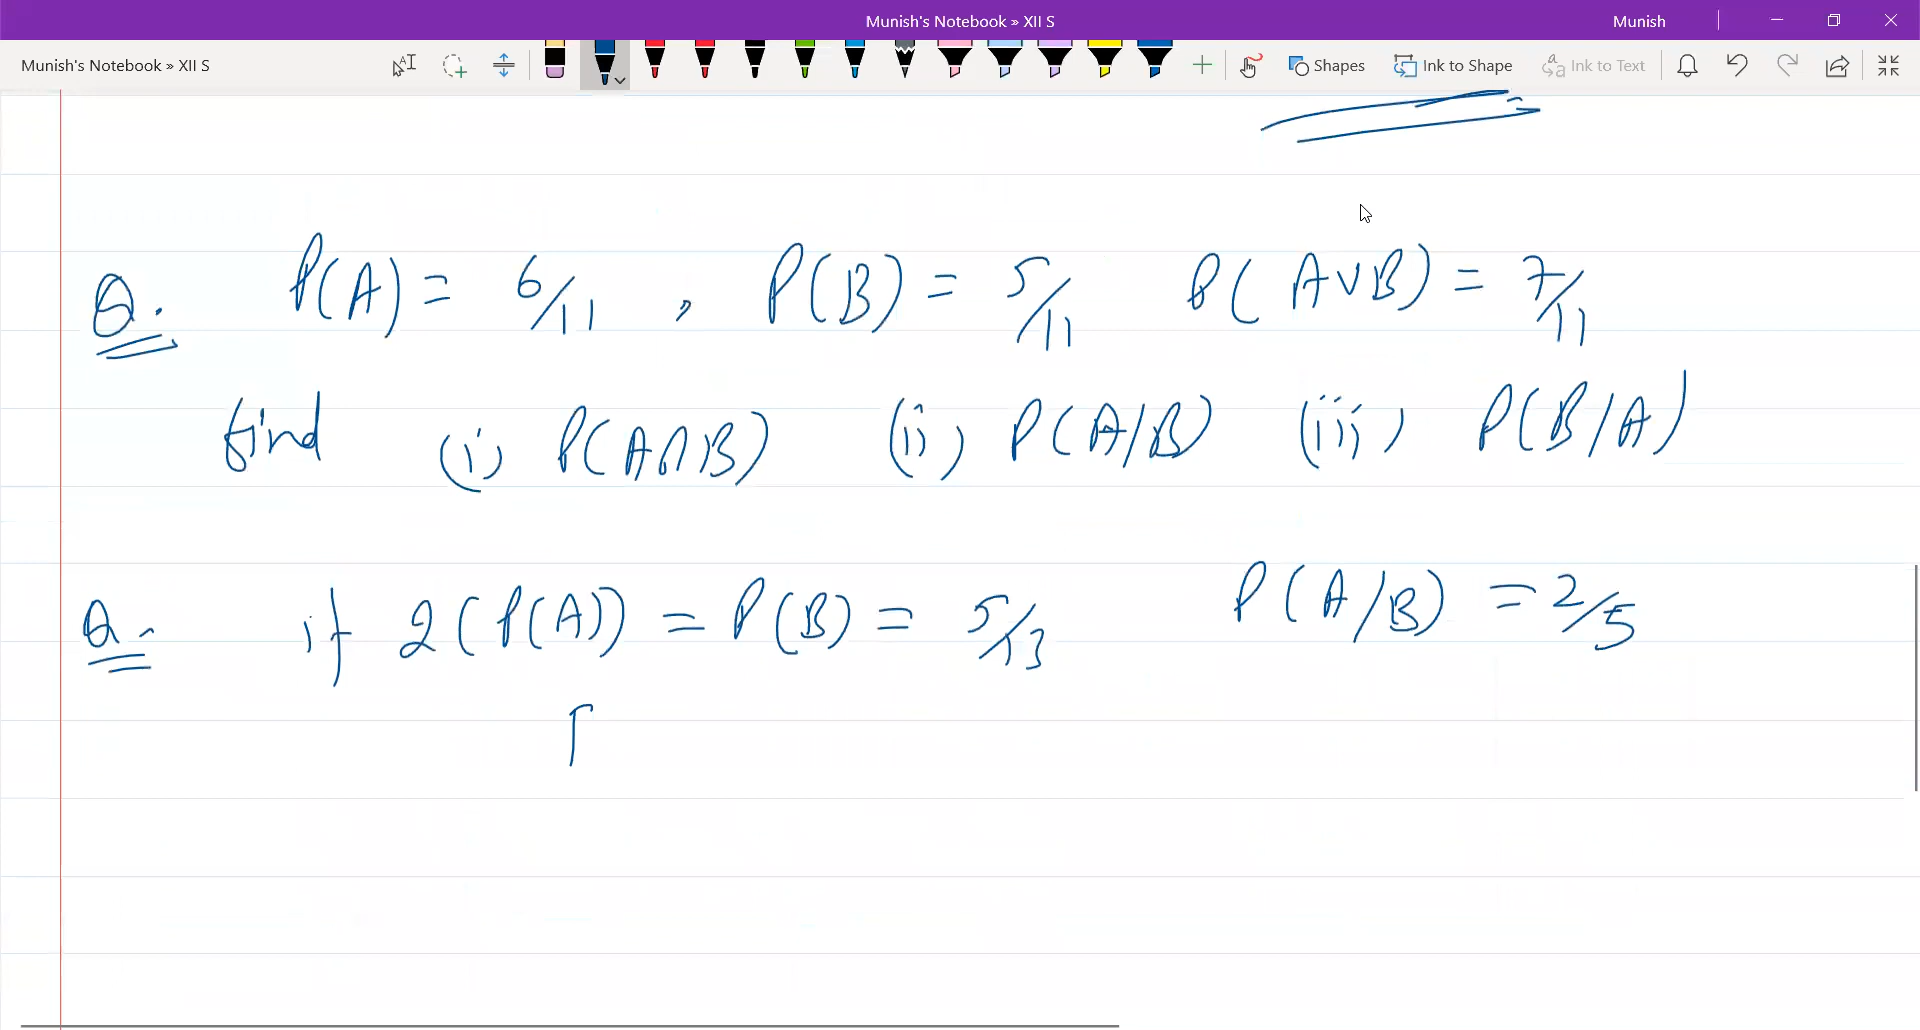 Munish's Notebook » XII S
Munish
Munish's Notebook » XII S
Shapes
Ink to Shape
Ink to Text
Q. P(A) = 6/11 , P(B) = 5/11 P(A∪B) = 7/11
find (i) P(A∩B) (ii) P(A/B) (iii) P(B/A)
Q. if 2(P(A)) = P(B) = 5/13 P(A/B) = 2/5